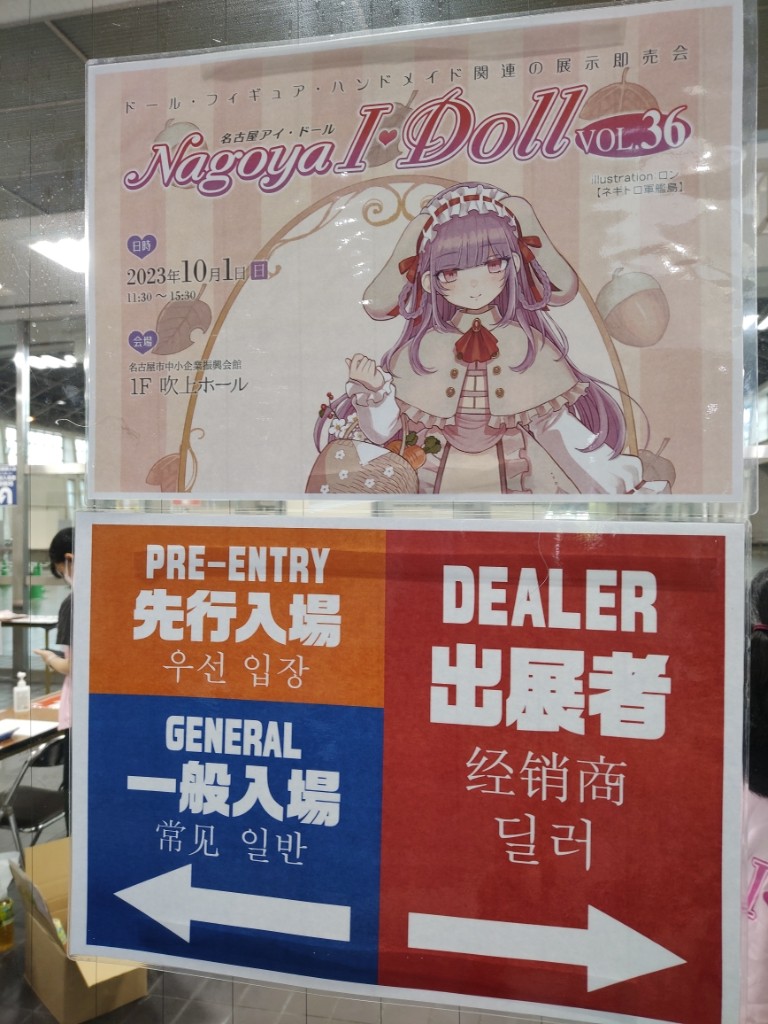 ドール・フィギュア・ハンドメイド関連の展示即売会
名古屋アイ・ドール
Nagoya I♥Doll VOL.36
illustration ロン
【ネギトロ軍艦島】
日時
2023年10月1日 日
11:30 ～ 15:30
会場
名古屋市中小企業振興会館
1F 吹上ホール
PRE-ENTRY
先行入場
우선 입장
GENERAL
一般入場
常见 일반
DEALER
出展者
经销商
딜러